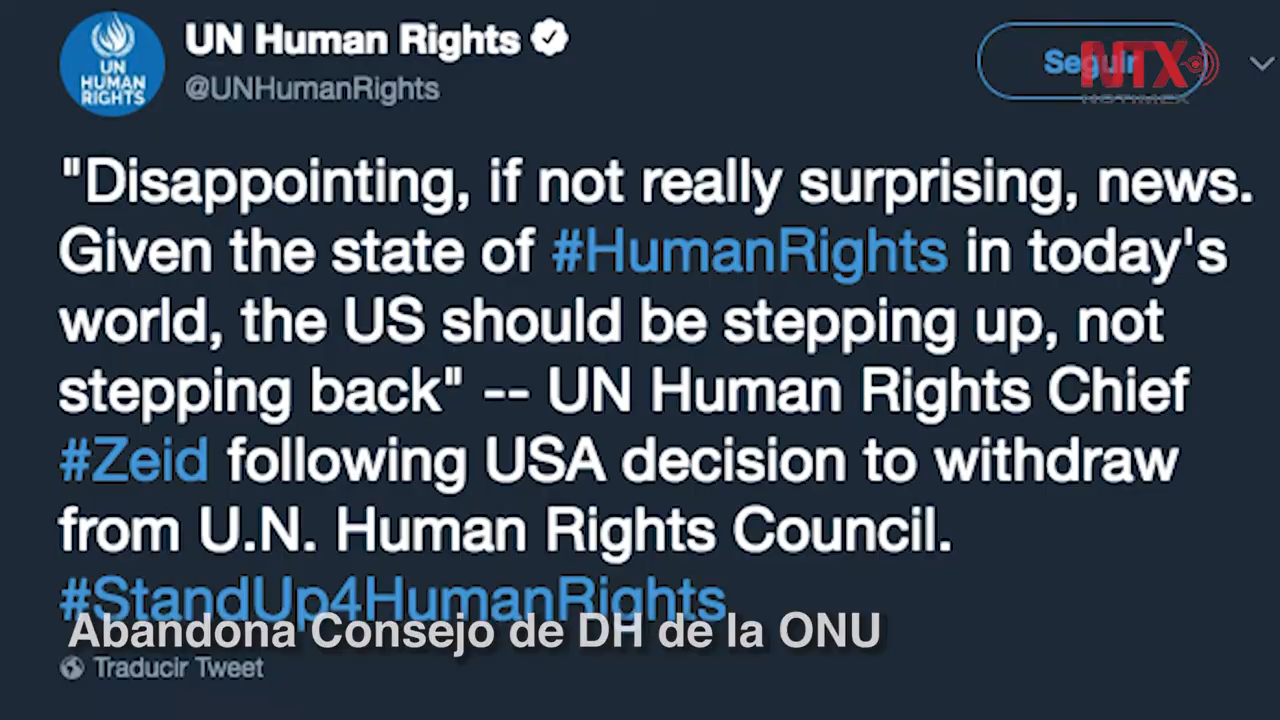 UN Human Rights
@UNHumanRights
UN
HUMAN
RIGHTS
Seguir
NTX
NOTIMEX
"Disappointing, if not really surprising, news.
Given the state of #HumanRights in today's
world, the US should be stepping up, not
stepping back" -- UN Human Rights Chief
#Zeid following USA decision to withdraw
from U.N. Human Rights Council.
#StandUp4HumanRights
Abandona Consejo de DH de la ONU
Traducir Tweet